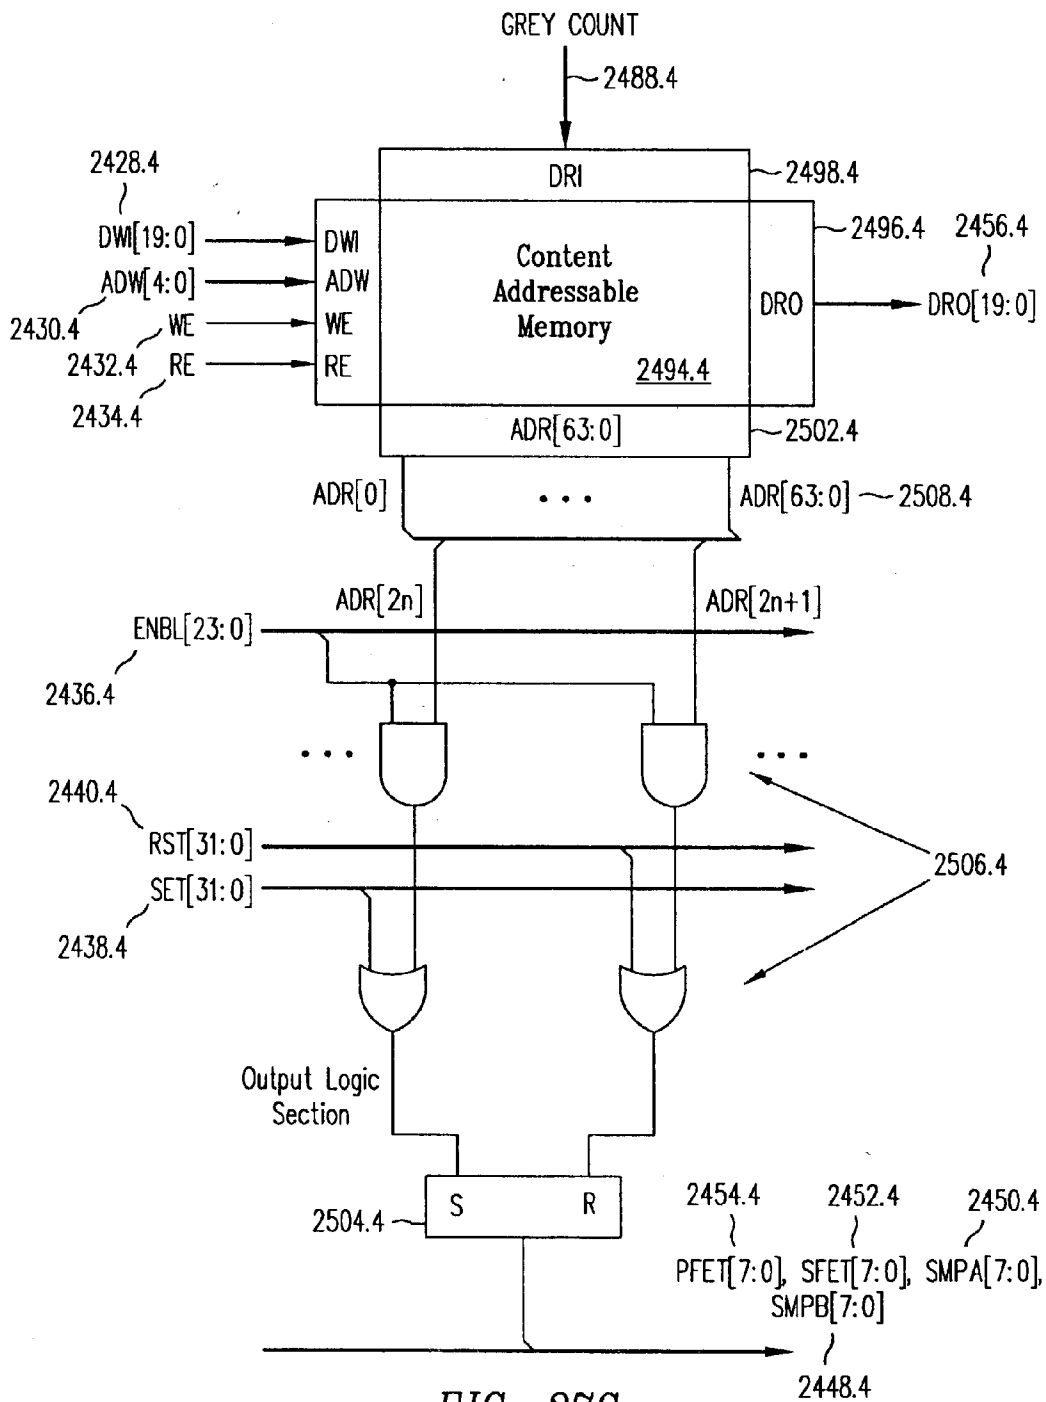 GREY COUNT
2488.4
2428.4
DRI
2498.4
DWI[19:0]
DWI
2496.4
2456.4
ADW[4:0]
ADW
Content
Addressable
Memory
DRO
DRO[19:0]
2430.4
WE
WE
2432.4
RE
RE
2494.4
2434.4
ADR[63:0]
2502.4
ADR[0]
. . .
ADR[63:0]
2508.4
ADR[2n]
ADR[2n+1]
ENBL[23:0]
2436.4
. . .
. . .
2440.4
RST[31:0]
2506.4
SET[31:0]
2438.4
Output Logic
Section
2454.4
2452.4
2450.4
2504.4
S
R
PFET[7:0], SFET[7:0], SMPA[7:0],
SMPB[7:0]
2448.4